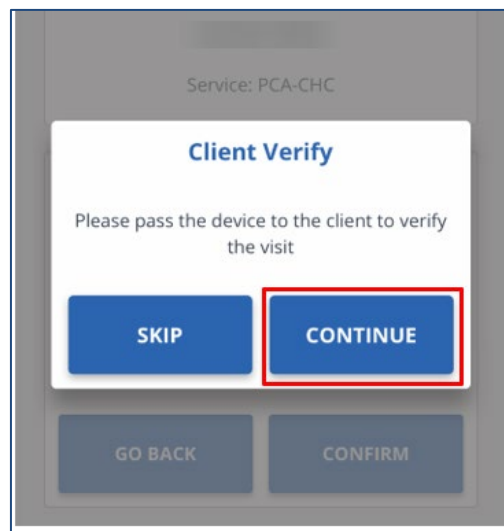 Service: PCA-CHC
Client Verify
Please pass the device to the client to verify
the visit
SKIP CONTINUE
GO BACK CONFIRM